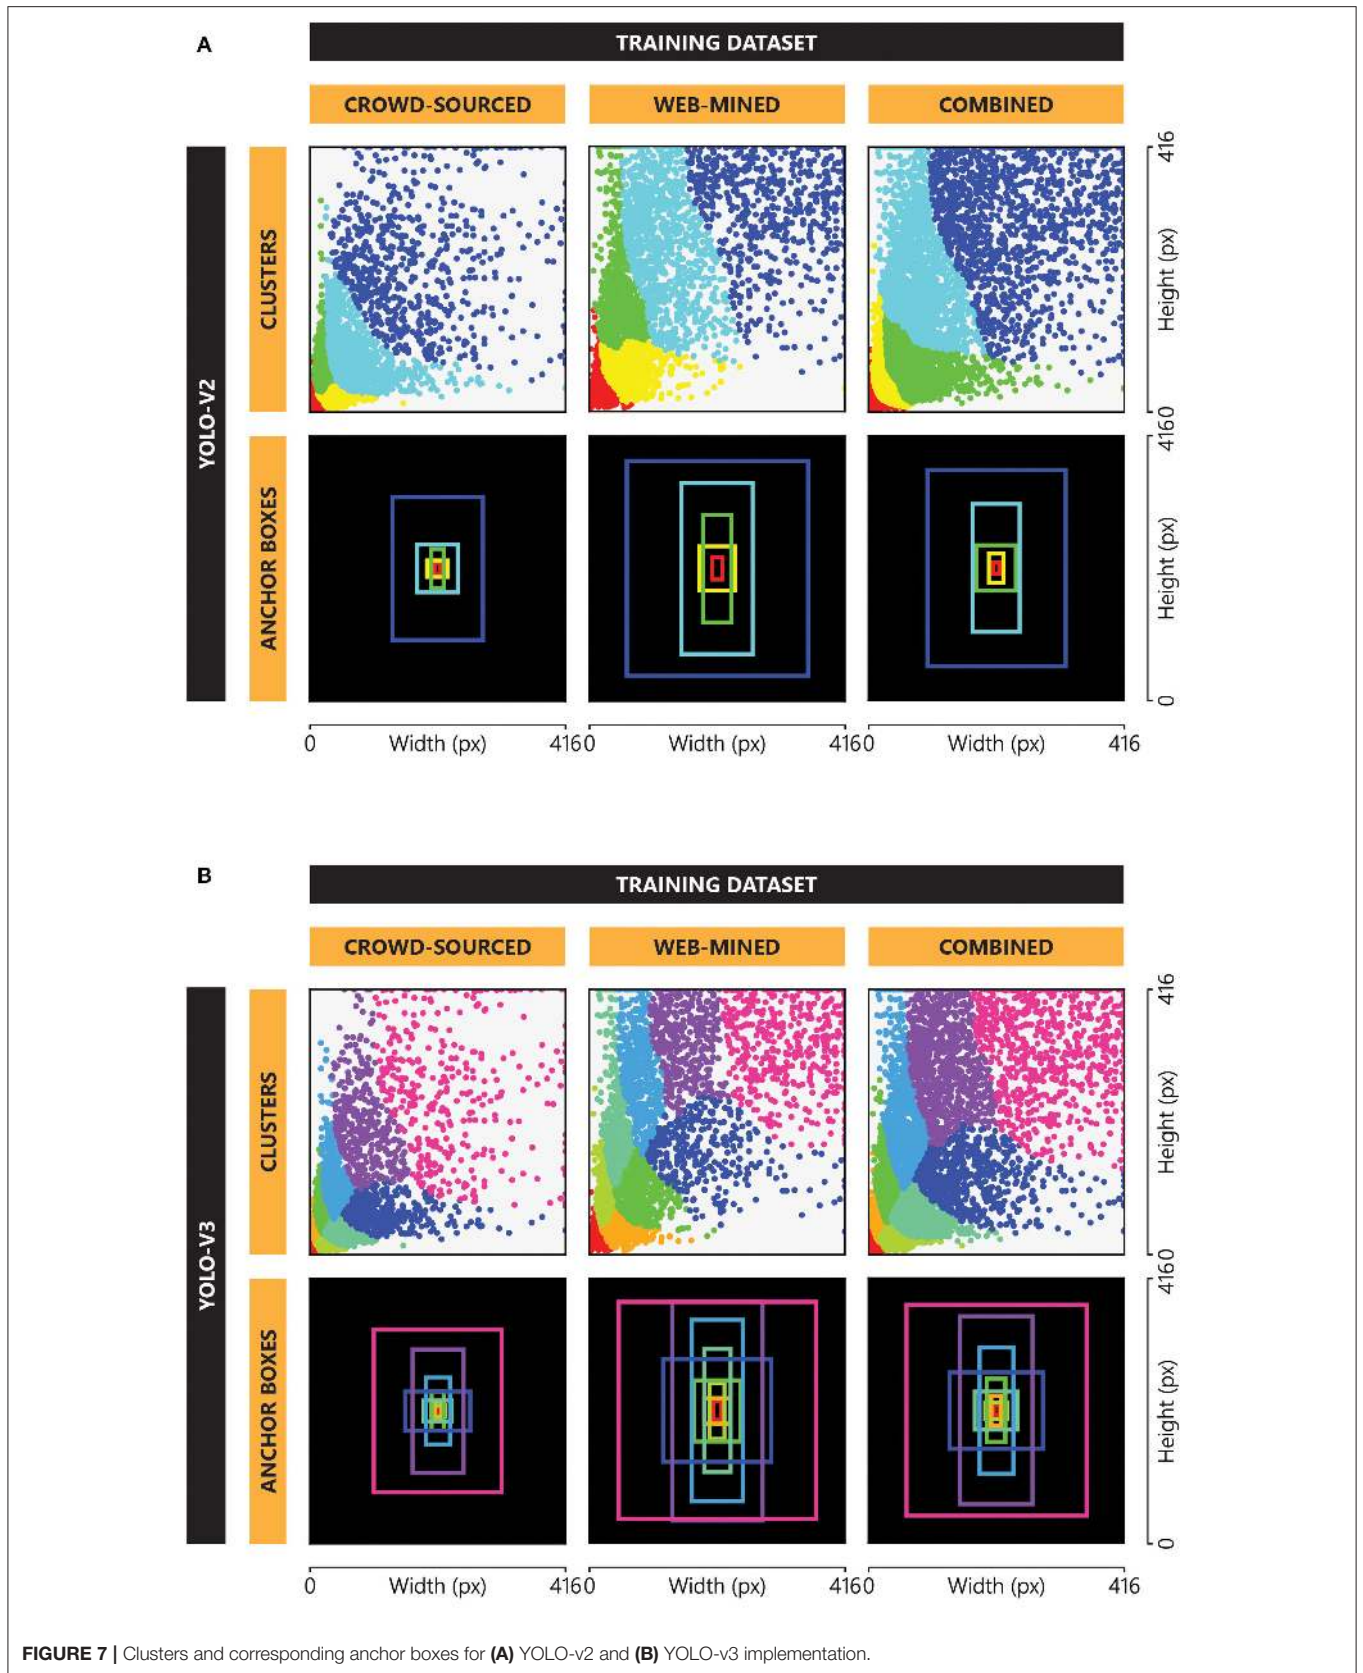 A
TRAINING DATASET
CROWD-SOURCED
WEB-MINED
COMBINED
YOLO-V2
CLUSTERS
416
Height (px)
0
ANCHOR BOXES
416
Height (px)
0
0
Width (px)
416
0
Width (px)
416
0
Width (px)
416
B
TRAINING DATASET
CROWD-SOURCED
WEB-MINED
COMBINED
YOLO-V3
CLUSTERS
416
Height (px)
0
ANCHOR BOXES
416
Height (px)
0
0
Width (px)
416
0
Width (px)
416
0
Width (px)
416
FIGURE 7 | Clusters and corresponding anchor boxes for (A) YOLO-v2 and (B) YOLO-v3 implementation.